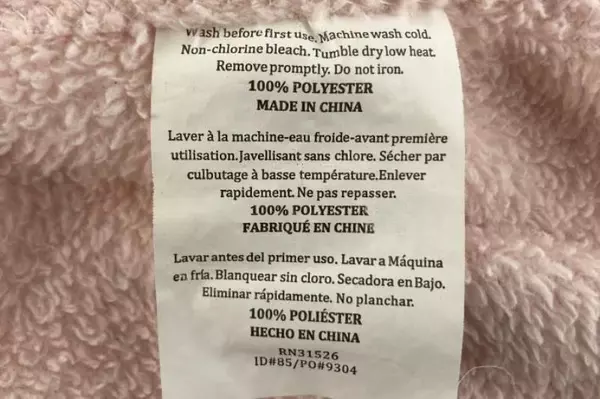 Wash before first use. Machine wash cold.
Non-chlorine bleach. Tumble dry low heat.
Remove promptly. Do not iron.
100% POLYESTER
MADE IN CHINA
Laver à la machine-eau froide-avant première
utilisation. Javellisant sans chlore. Sécher par
culbutage à basse température. Enlever
rapidement. Ne pas repasser.
100% POLYESTER
FABRIQUÉ EN CHINE
Lavar antes del primer uso. Lavar a Máquina
en fría. Blanquear sin cloro. Secadora en Bajo.
Eliminar rápidamente. No planchar.
100% POLIÉSTER
HECHO EN CHINA
RN31526
ID#85/PO#9304